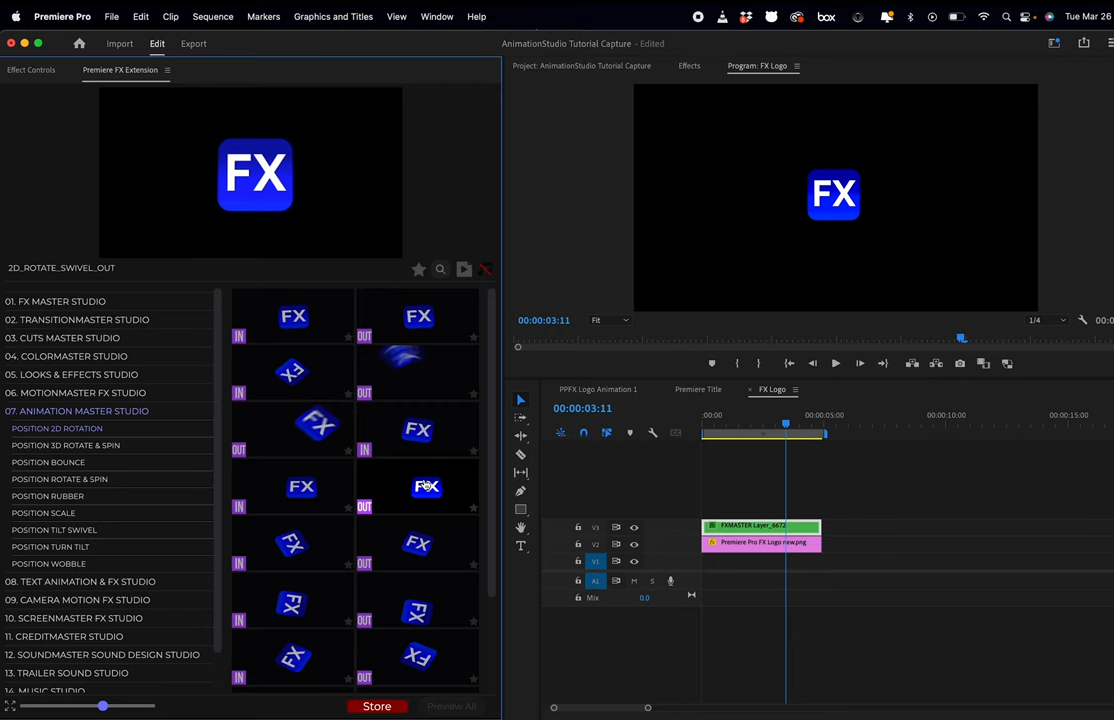 Premiere Pro File Edit Clip Sequence Markers Graphics and Titles View Window Help box Tue Mar 26
Import Edit Export AnimationStudio Tutorial Capture - Edited
Effect Controls Premiere FX Extension
Project: AnimationStudio Tutorial Capture Effects Program: FX Logo
FX
FX
2D_ROTATE_SWIVEL_OUT
01. FX MASTER STUDIO
02. TRANSITIONMASTER STUDIO
03. CUTS MASTER STUDIO
04. COLORMASTER STUDIO
05. LOOKS & EFFECTS STUDIO
06. MOTIONMASTER FX STUDIO
07. ANIMATION MASTER STUDIO
POSITION 2D ROTATION
POSITION 3D ROTATE & SPIN
POSITION BOUNCE
POSITION ROTATE & SPIN
POSITION RUBBER
POSITION SCALE
POSITION TILT SWIVEL
POSITION TURN TILT
POSITION WOBBLE
08. TEXT ANIMATION & FX STUDIO
09. CAMERA MOTION FX STUDIO
10. SCREENMASTER FX STUDIO
11. CREDITMASTER STUDIO
12. SOUNDMASTER SOUND DESIGN STUDIO
13. TRAILER SOUND STUDIO
14. MUSIC STUDIO
FX FX
IN OUT
FX
IN OUT
FX FX
OUT IN
FX FX
IN OUT
FX FX
IN OUT
FX FX
IN OUT
FX FX
IN OUT
Store Preview All
00:00:03:11 Fit 1/4 00:0
PPFX Logo Animation 1 Premiere Title × FX Logo
00:00:03:11
:00:00 00:00:05:00 00:00:10:00 00:00:15:00
V3 FXMASTER Layer_6672
V2 fx Premiere Pro FX Logo new.png
V1
A1 M S
Mix 0.0